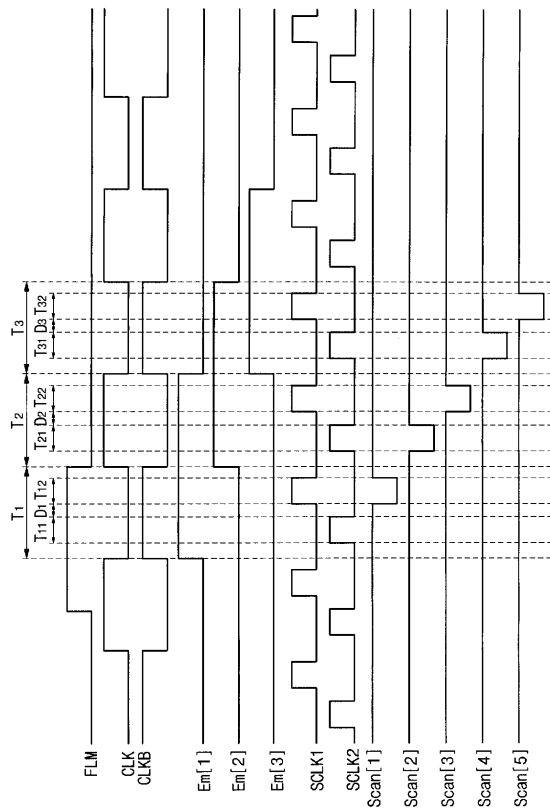 T1 T2 T3
T11 D1 T12 T21 D2 T22 T31 D3 T32
FLM
CLK
CLKB
Em[1]
Em[2]
Em[3]
SCLK1
SCLK2
Scan[1]
Scan[2]
Scan[3]
Scan[4]
Scan[5]